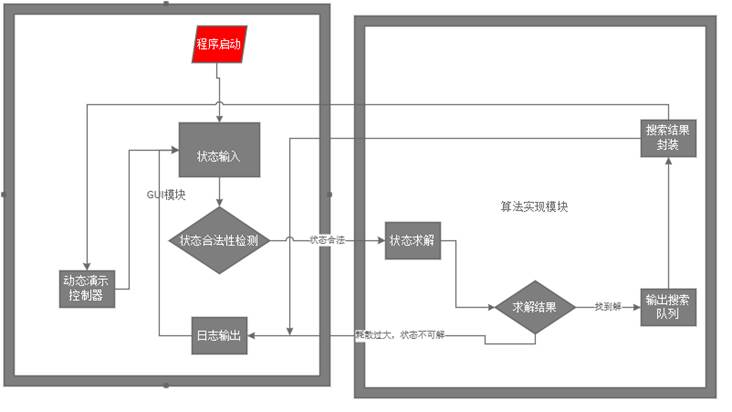 程序启动
状态输入
GUI模块
状态合法性检测
状态合法
动态演示
控制器
日志输出
搜索结果
封装
算法实现模块
状态求解
求解结果
找到解
输出搜索
队列
耗散过大，状态不可解